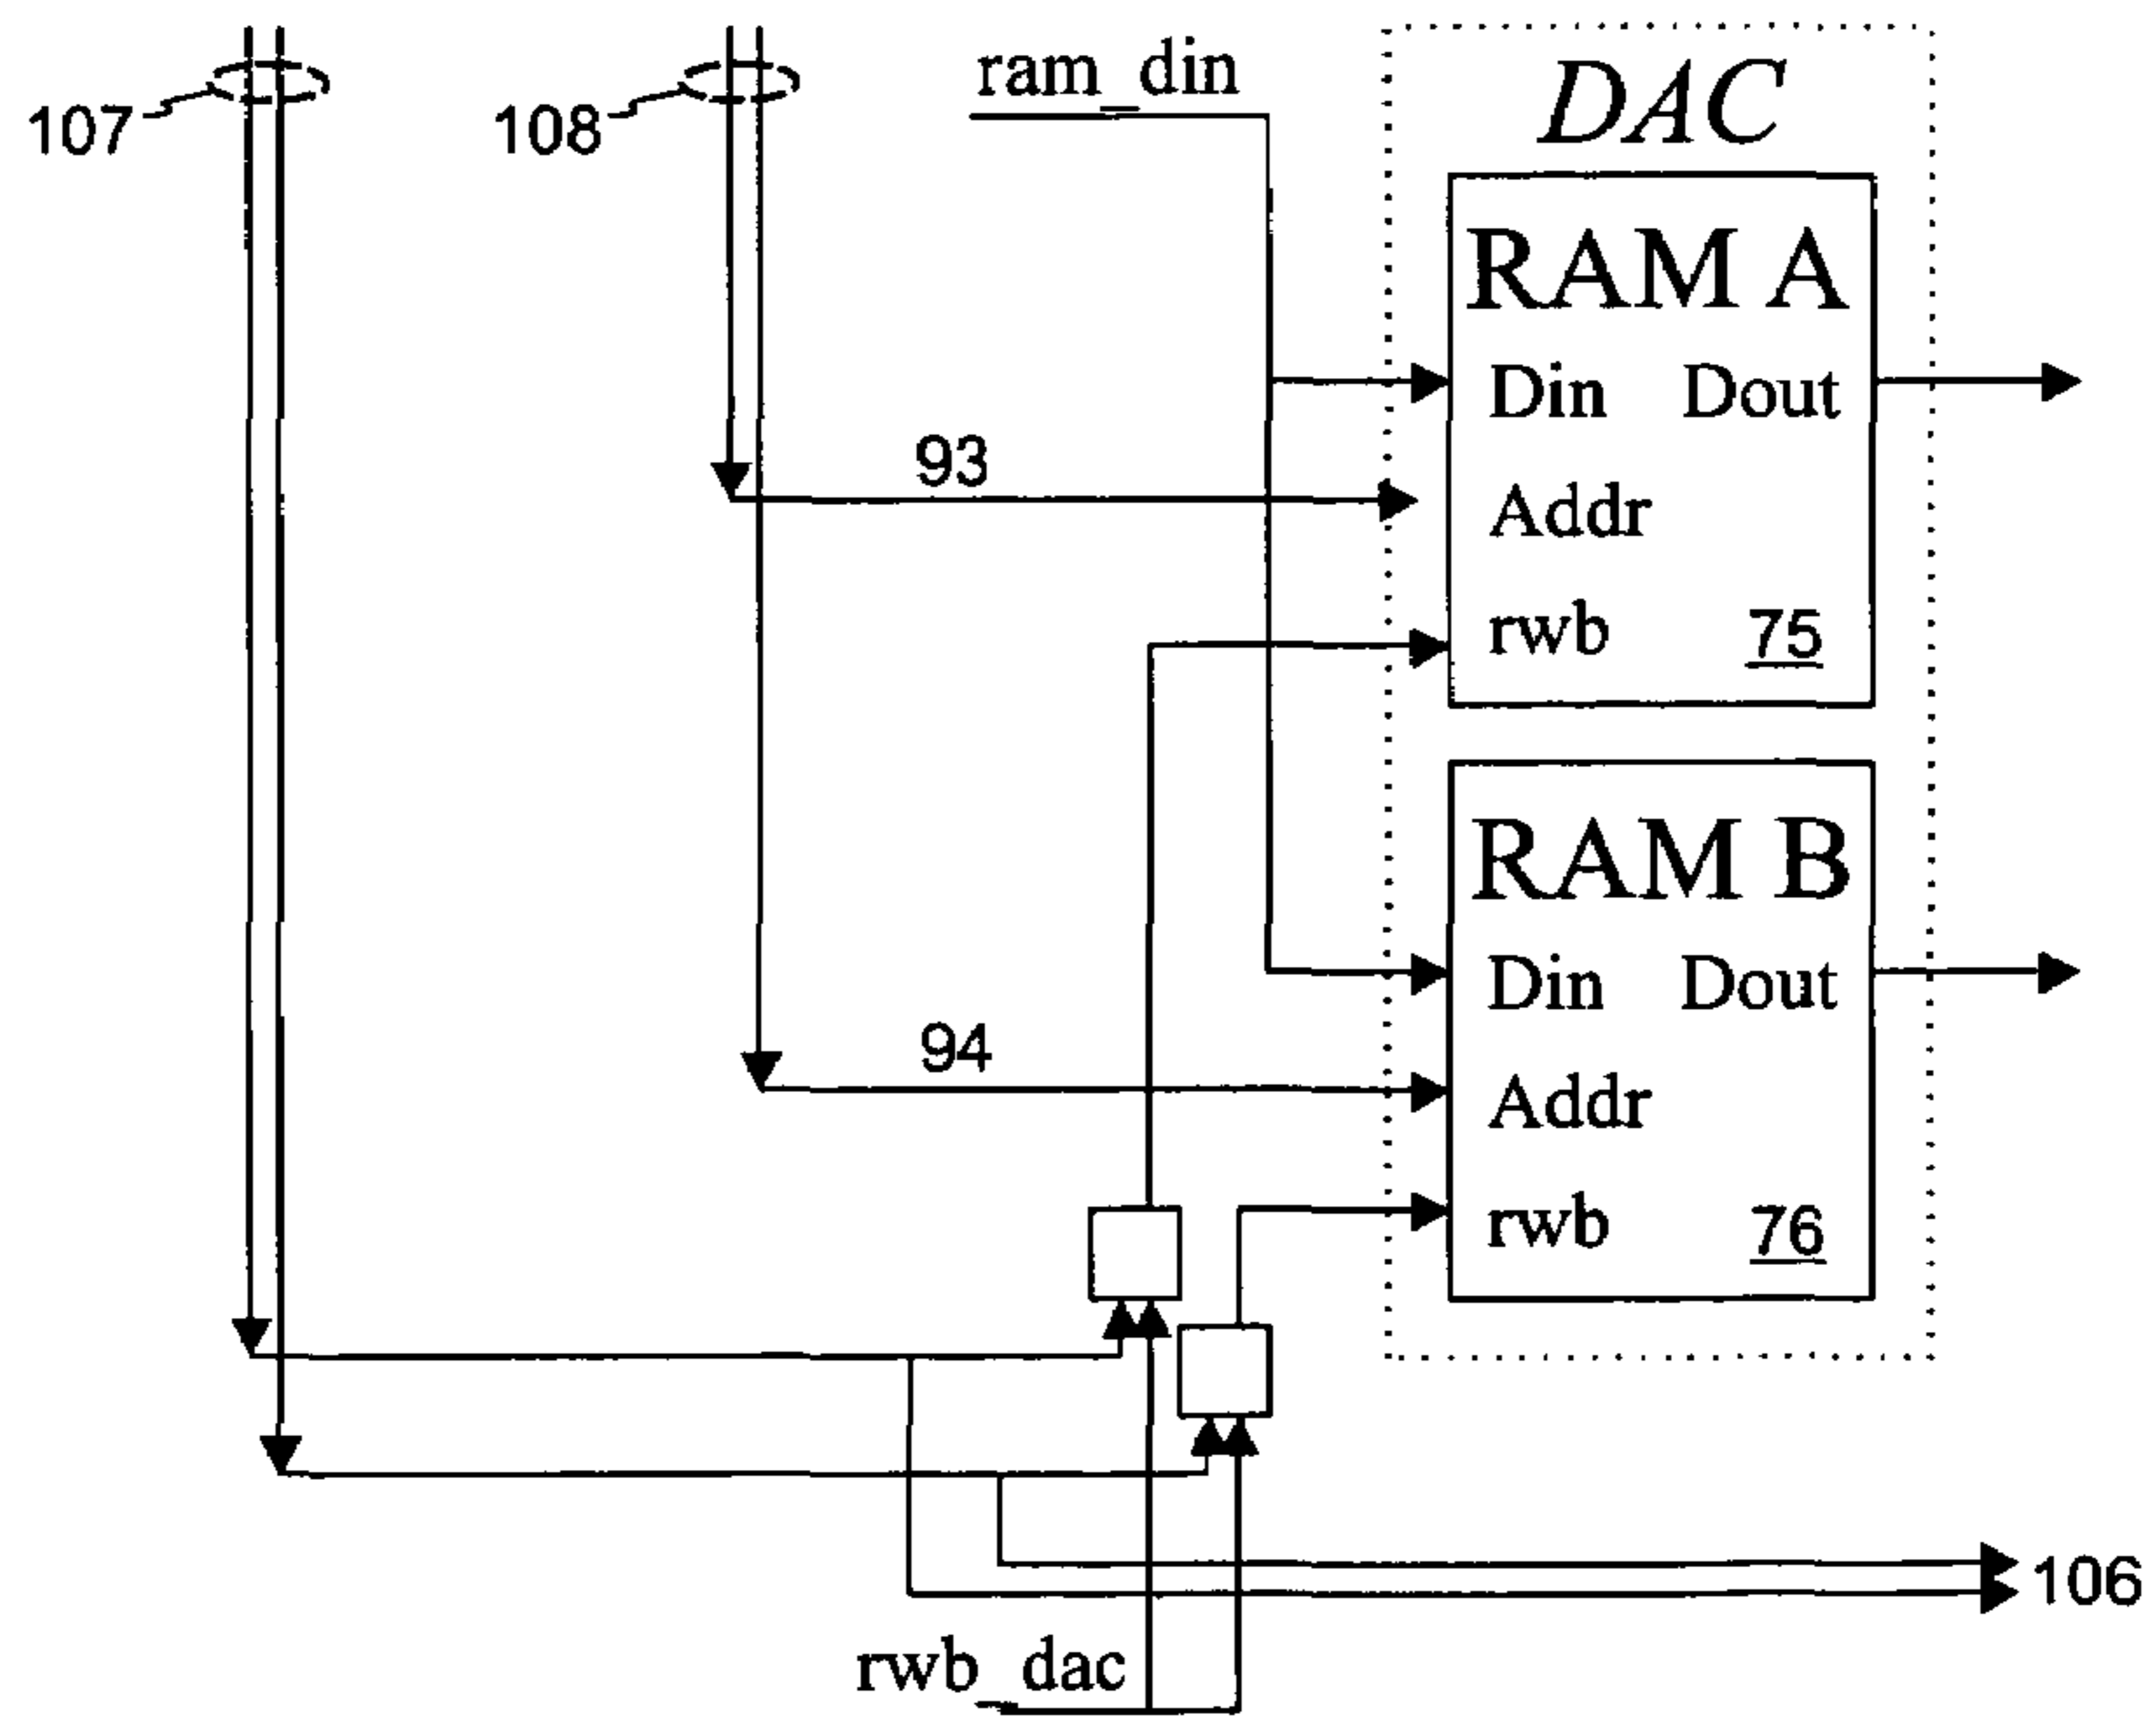 107
108
ram_din
DAC
RAM A
Din Dout
93
Addr
rwb 75
RAM B
Din Dout
94
Addr
rwb 76
106
rwb_dac